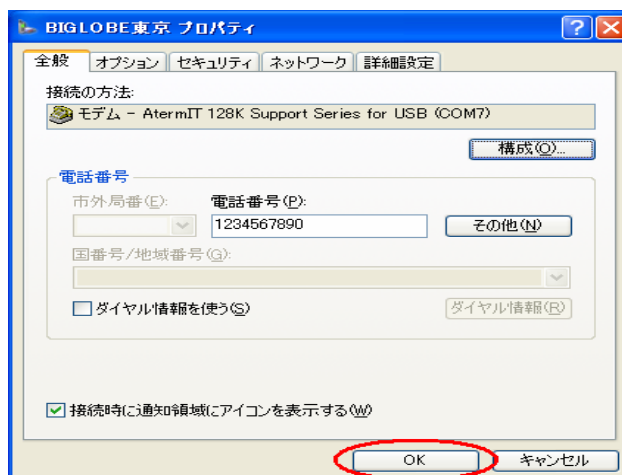 BIGLOBE東京 プロパティ
全般 オプション セキュリティ ネットワーク 詳細設定
接続の方法:
モデム - AtermIT 128K Support Series for USB (COM7)
構成(O)...
電話番号
市外局番(E): 電話番号(P):
1234567890 その他(N)
国番号/地域番号(G):
ダイヤル情報を使う(S) ダイヤル情報(R)
接続時に通知領域にアイコンを表示する(W)
OK キャンセル